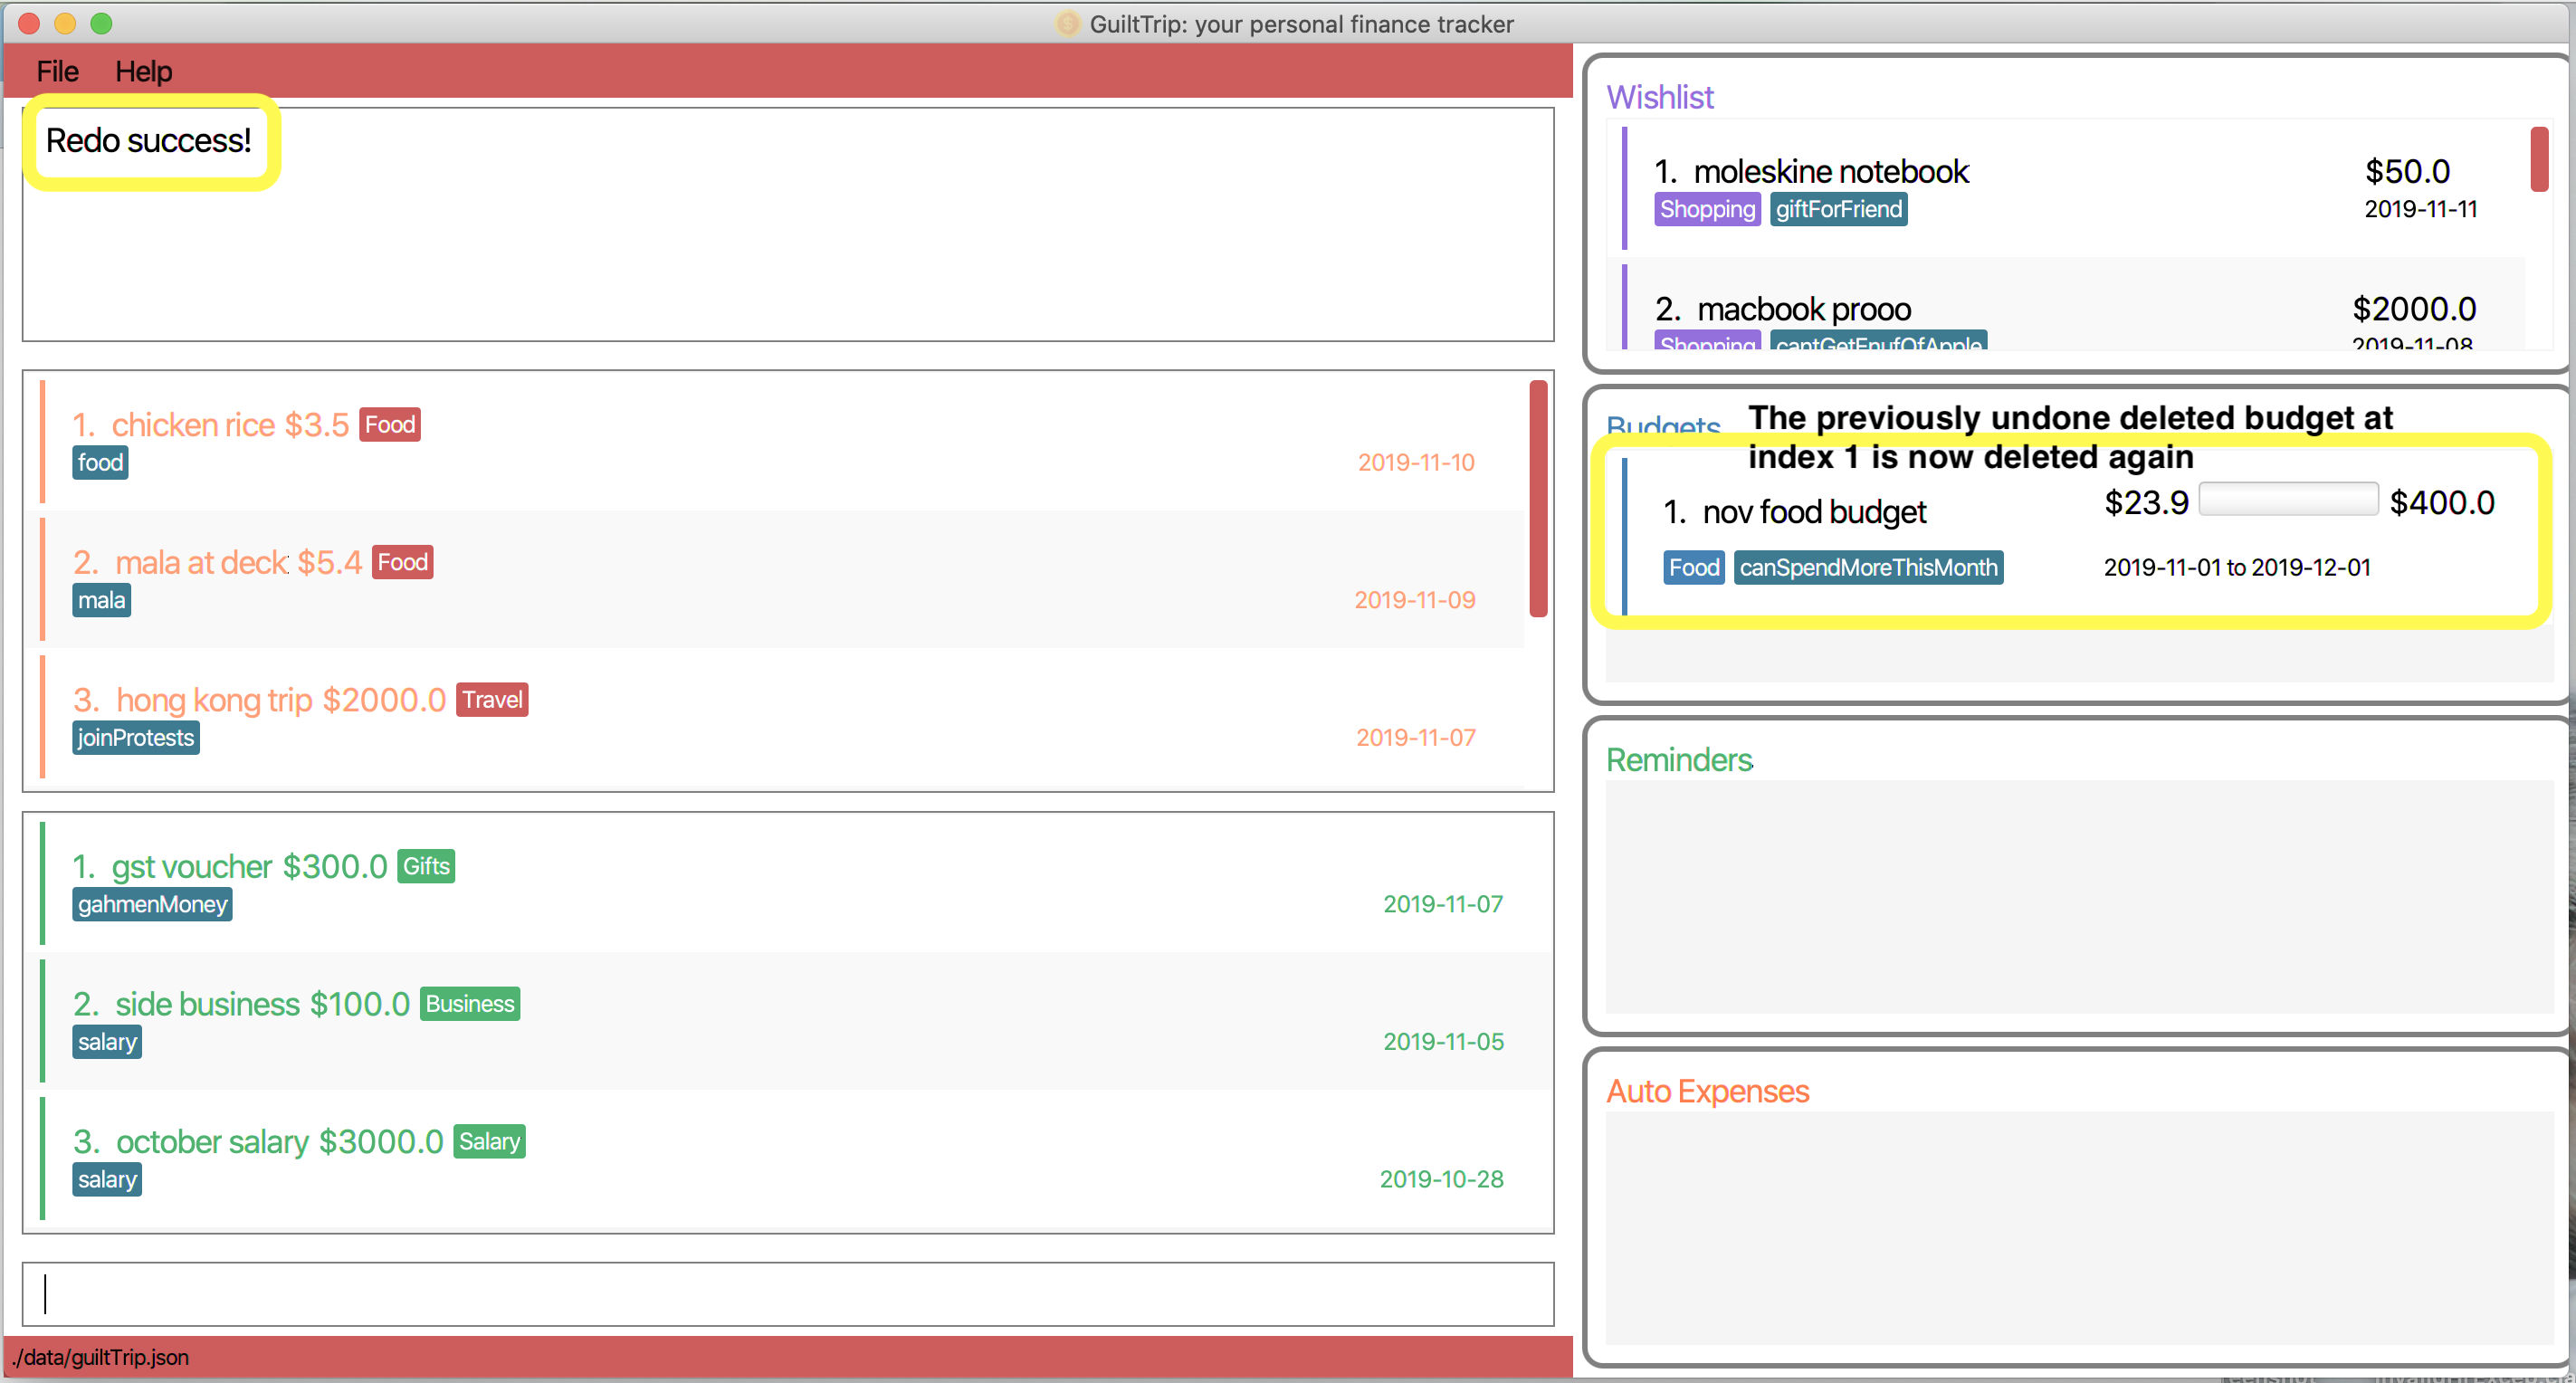 GuiltTrip: your personal finance tracker
File Help
Redo success!
1. chicken rice $3.5 Food
food 2019-11-10
2. mala at deck $5.4 Food
mala 2019-11-09
3. hong kong trip $2000.0 Travel
joinProtests 2019-11-07
1. gst voucher $300.0 Gifts
gahmenMoney 2019-11-07
2. side business $100.0 Business
salary 2019-11-05
3. october salary $3000.0 Salary
salary 2019-10-28
./data/guiltTrip.json
Wishlist
1. moleskine notebook $50.0
Shopping giftForFriend 2019-11-11
2. macbook prooo $2000.0
Shopping cantGetEnufOfApple 2019-11-08
Budgets
The previously undone deleted budget at
index 1 is now deleted again
1. nov food budget $23.9 $400.0
Food canSpendMoreThisMonth 2019-11-01 to 2019-12-01
Reminders
Auto Expenses